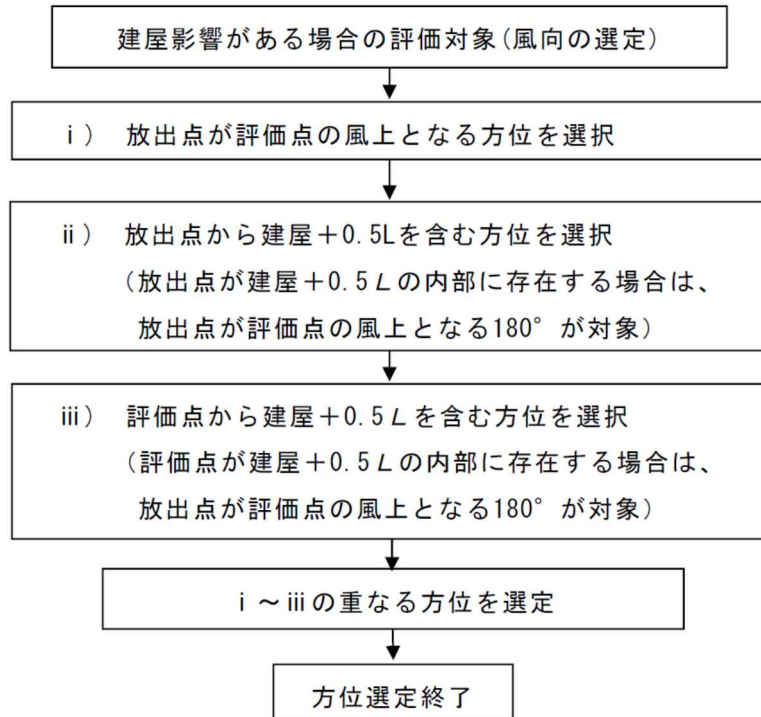 建屋影響がある場合の評価対象(風向の選定)
ⅰ) 放出点が評価点の風上となる方位を選択
ⅱ) 放出点から建屋＋0.5Lを含む方位を選択
(放出点が建屋＋0.5Lの内部に存在する場合は、
放出点が評価点の風上となる180°が対象)
ⅲ) 評価点から建屋＋0.5Lを含む方位を選択
(評価点が建屋＋0.5Lの内部に存在する場合は、
放出点が評価点の風上となる180°が対象)
ⅰ～ⅲの重なる方位を選定
方位選定終了